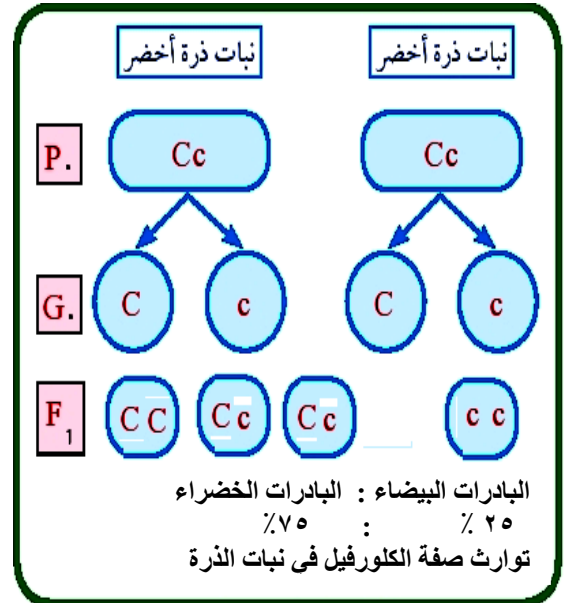 نبات ذرة أخضر نبات ذرة أخضر
P. Cc Cc
G. C c C c
F1 CC Cc Cc cc
البادرات البيضاء : البادرات الخضراء
٢٥ ٪ : ٧٥٪
توارث صفة الكلورفيل فى نبات الذرة